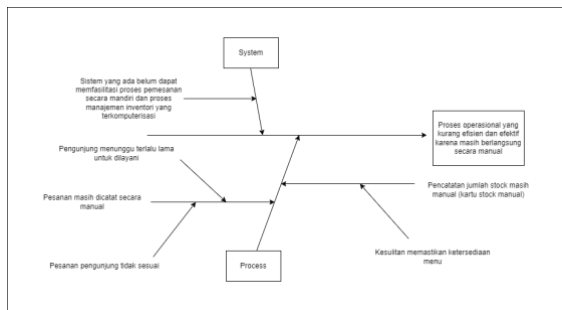 System
Sistem yang ada belum dapat
memfasilitasi proses pemesanan
secara mandiri dan proses
manajemen inventori yang
terkomputerisasi
Proses operasional yang
kurang efisien dan efektif
karena masih berlangsung
secara manual
Pengunjung menunggu terlalu lama
untuk dilayani
Pesanan masih dicatat secara
manual
Pencatatan jumlah stock masih
manual (kartu stock manual)
Pesanan pengunjung tidak sesuai
Process
Kesulitan memastikan ketersediaan
menu